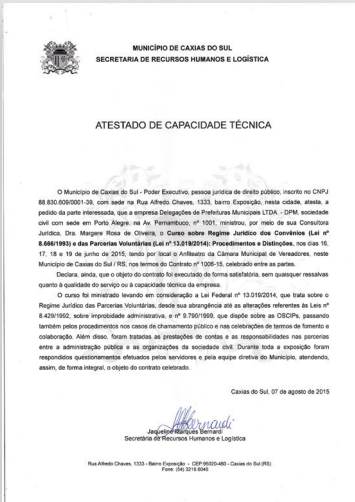 MUNICÍPIO DE CAXIAS DO SUL
SECRETARIA DE RECURSOS HUMANOS E LOGÍSTICA
ATESTADO DE CAPACIDADE TÉCNICA
O Município de Caxias do Sul - Poder Executivo, pessoa jurídica de direito público, inscrito no CNPJ
88.830.609/0001-39, com sede na Rua Alfredo Chaves, 1333, bairro Exposição, nesta cidade, atesta, a
pedido da parte interessada, que a empresa Delegações de Prefeituras Municipais LTDA - DPM, sociedade
civil com sede em Porto Alegre, na Av. Pernambuco, nº 1001, ministrou, por meio de sua Consultora
Jurídica, Dra. Margere Rosa de Oliveira, o Curso sobre Regime Jurídico dos Convênios (Lei nº
8.666/1993) e das Parcerias Voluntárias (Lei nº 13.019/2014): Procedimentos e Distinções, nos dias 16,
17, 18 e 19 de junho de 2015, tendo por local o Anfiteatro da Câmara Municipal de Vereadores, neste
Município de Caxias do Sul / RS, nos termos do Contrato nº 1006-15, celebrado entre as partes.
Declara, ainda, que o objeto do contrato foi executado de forma satisfatória, sem quaisquer ressalvas
quanto à qualidade do serviço ou à capacidade técnica da empresa.
O curso foi ministrado levando em consideração a Lei Federal nº 13.019/2014, que trata sobre o
Regime Jurídico das Parcerias Voluntárias, desde sua abrangência até as alterações referentes às Leis nº
8.429/1992, sobre improbidade administrativa, e nº 9.790/1999, que dispõe sobre as OSCIPs, passando
também pelos procedimentos nos casos de chamamento público e nas celebrações de termos de fomento e
colaboração. Além disso, foram tratadas as prestações de contas e as responsabilidades nas parcerias
entre a administração pública e as organizações da sociedade civil. Durante toda a exposição foram
respondidos questionamentos efetuados pelos servidores e pela equipe diretiva do Município, atendendo,
assim, de forma integral, o objeto do contrato celebrado.
Caxias do Sul, 07 de agosto de 2015
Jaqueline Marques Bernardi
Secretária de Recursos Humanos e Logística
Rua Alfredo Chaves, 1333 - Bairro Exposição - CEP:95020-460 - Caxias do Sul (RS)
Fone: (54) 3218.6046